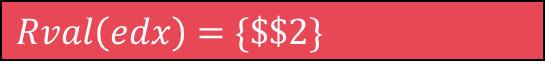 Rval(edx) = {$$2}